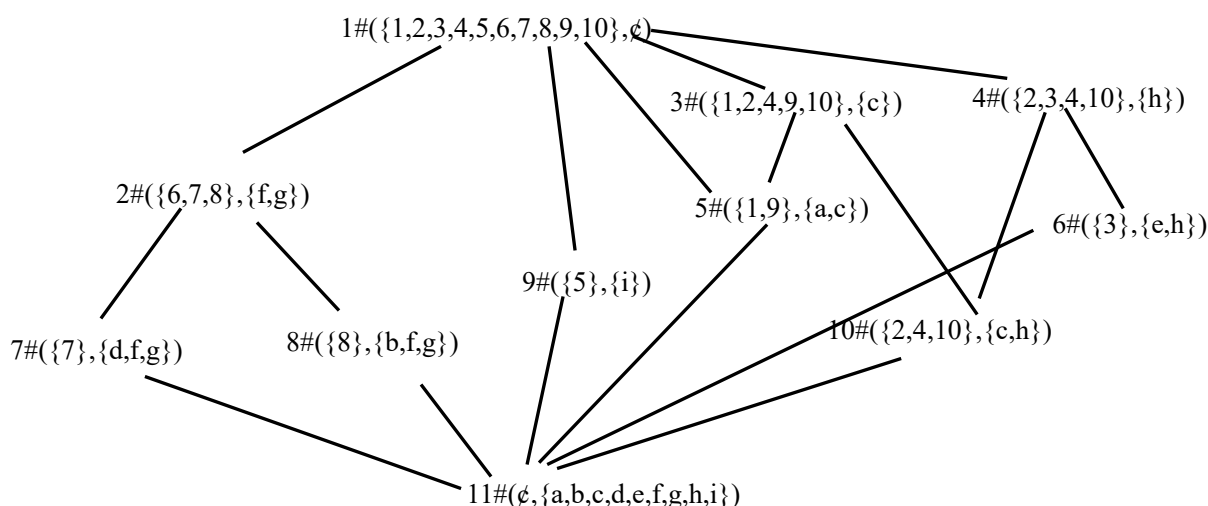 1#({1,2,3,4,5,6,7,8,9,10},¢)
3#({1,2,4,9,10},{c})
4#({2,3,4,10},{h})
2#({6,7,8},{f,g})
5#({1,9},{a,c})
6#({3},{e,h})
9#({5},{i})
10#({2,4,10},{c,h})
7#({7},{d,f,g})
8#({8},{b,f,g})
11#(¢,{a,b,c,d,e,f,g,h,i})